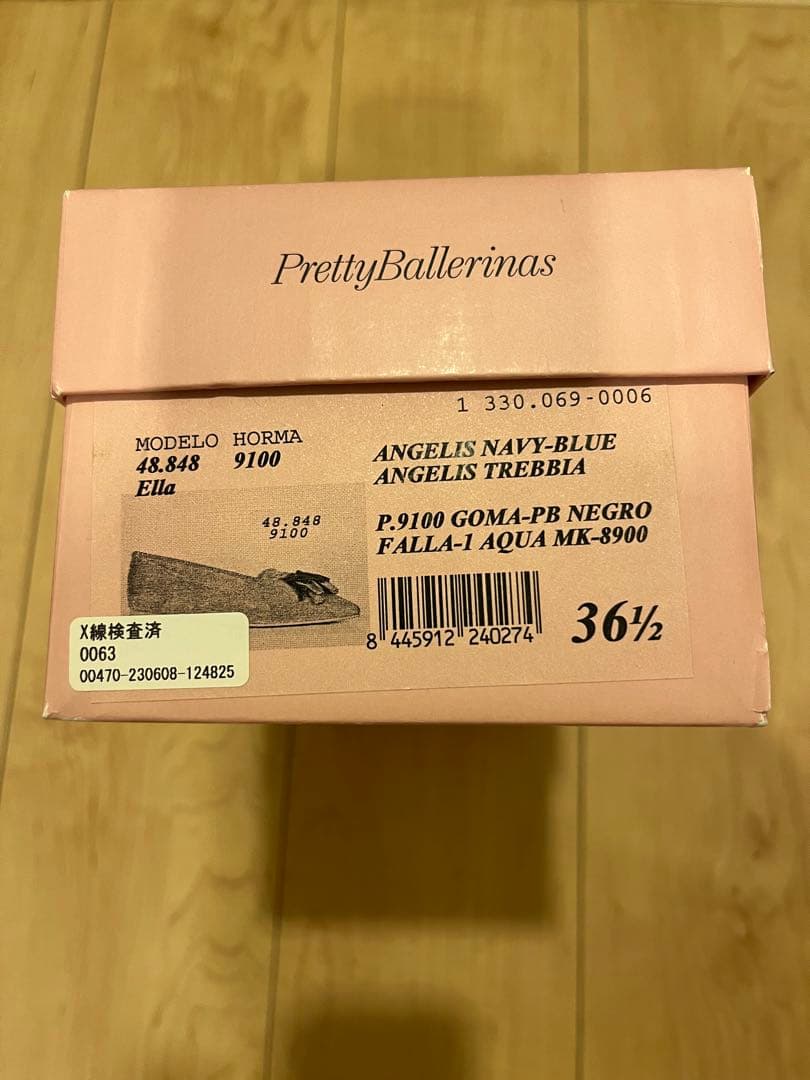 PrettyBallerinas
1 330.069-0006
MODELO HORMA
48.848 9100
Ella
ANGELIS NAVY-BLUE
ANGELIS TREBBIA
48.848
9100
P.9100 GOMA-PB NEGRO
FALLA-1 AQUA MK-8900
8 445912 240274
36½
X線検査済
0063
00470-230608-124825